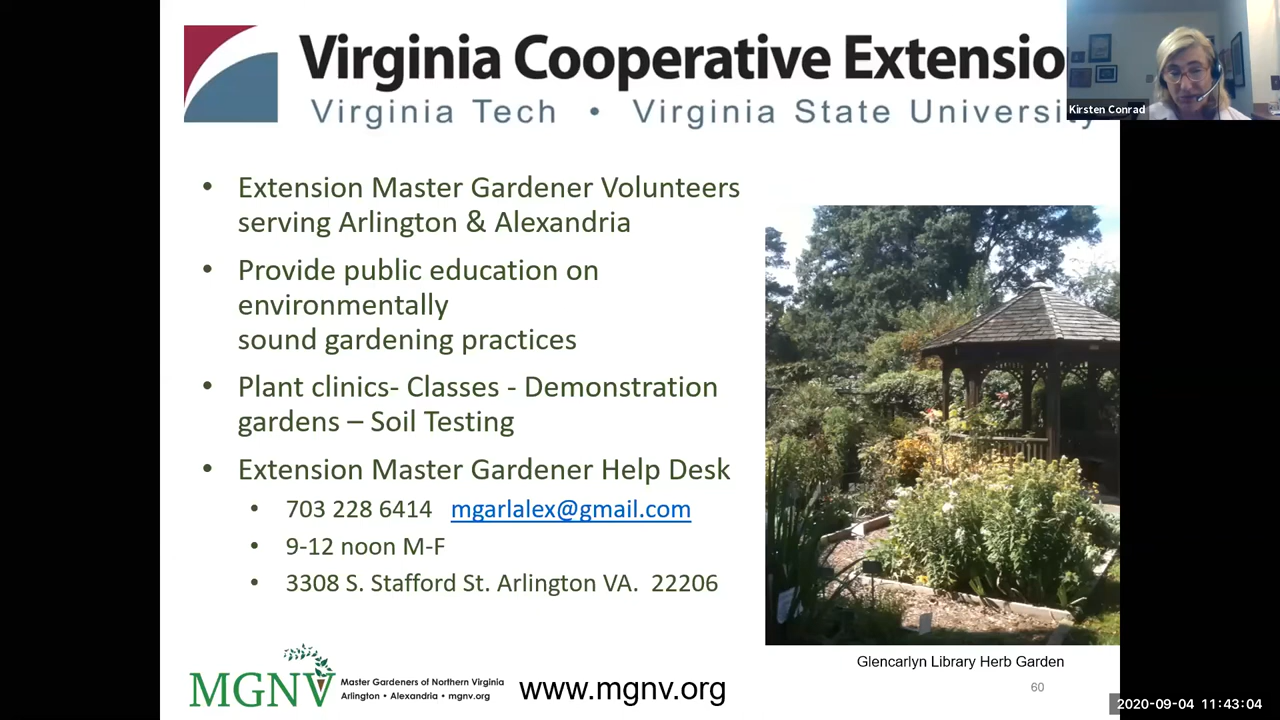 Virginia Cooperative Extensio
Virginia Tech • Virginia State University
Kirsten Conrad
• Extension Master Gardener Volunteers
serving Arlington & Alexandria
• Provide public education on
environmentally
sound gardening practices
• Plant clinics- Classes - Demonstration
gardens – Soil Testing
• Extension Master Gardener Help Desk
• 703 228 6414 mgarlalex@gmail.com
• 9-12 noon M-F
• 3308 S. Stafford St. Arlington VA. 22206
Glencarlyn Library Herb Garden
MGNV
Master Gardeners of Northern Virginia
Arlington • Alexandria • mgnv.org
www.mgnv.org
60
2020-09-04 11:43:04